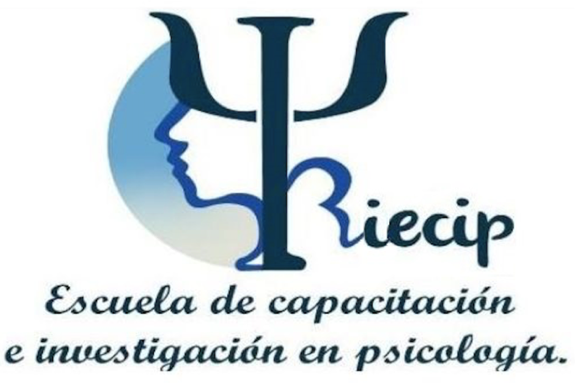 Ψ Riecip
Escuela de capacitación
e investigación en psicología.